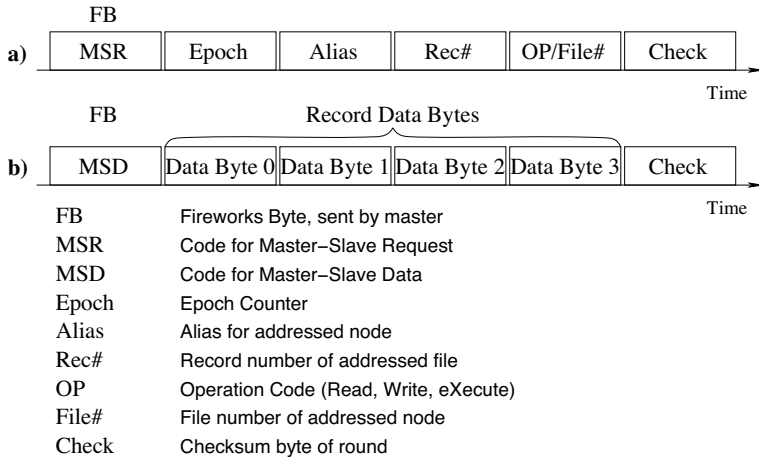 FB
a) MSR Epoch Alias Rec# OP/File# Check
Time
FB Record Data Bytes
b) MSD Data Byte 0 Data Byte 1 Data Byte 2 Data Byte 3 Check
Time
FB Fireworks Byte, sent by master
MSR Code for Master−Slave Request
MSD Code for Master−Slave Data
Epoch Epoch Counter
Alias Alias for addressed node
Rec# Record number of addressed file
OP Operation Code (Read, Write, eXecute)
File# File number of addressed node
Check Checksum byte of round